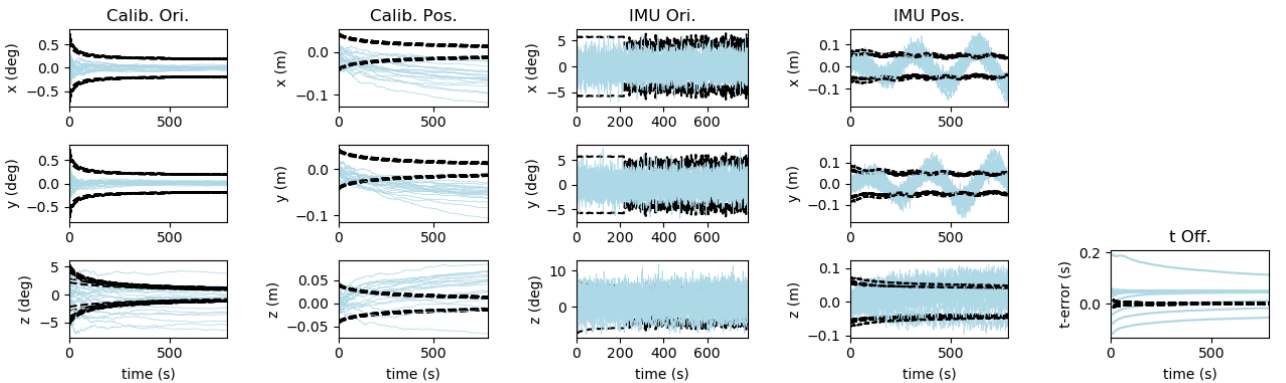 Calib. Ori.
Calib. Pos.
IMU Ori.
IMU Pos.
x (deg)
0.5
0.0
−0.5
0
500
x (m)
0.0
−0.1
0
500
x (deg)
5
0
−5
0
200
400
600
x (m)
0.1
0.0
−0.1
0
500
y (deg)
0.5
0.0
−0.5
0
500
y (m)
0.0
−0.1
0
500
y (deg)
5
0
−5
0
200
400
600
y (m)
0.1
0.0
−0.1
0
500
z (deg)
5
0
−5
0
500
time (s)
z (m)
0.05
0.00
−0.05
0
500
time (s)
z (deg)
10
0
0
200
400
600
time (s)
z (m)
0.1
0.0
−0.1
0
500
time (s)
t Off.
t-error (s)
0.2
0.0
0
500
time (s)